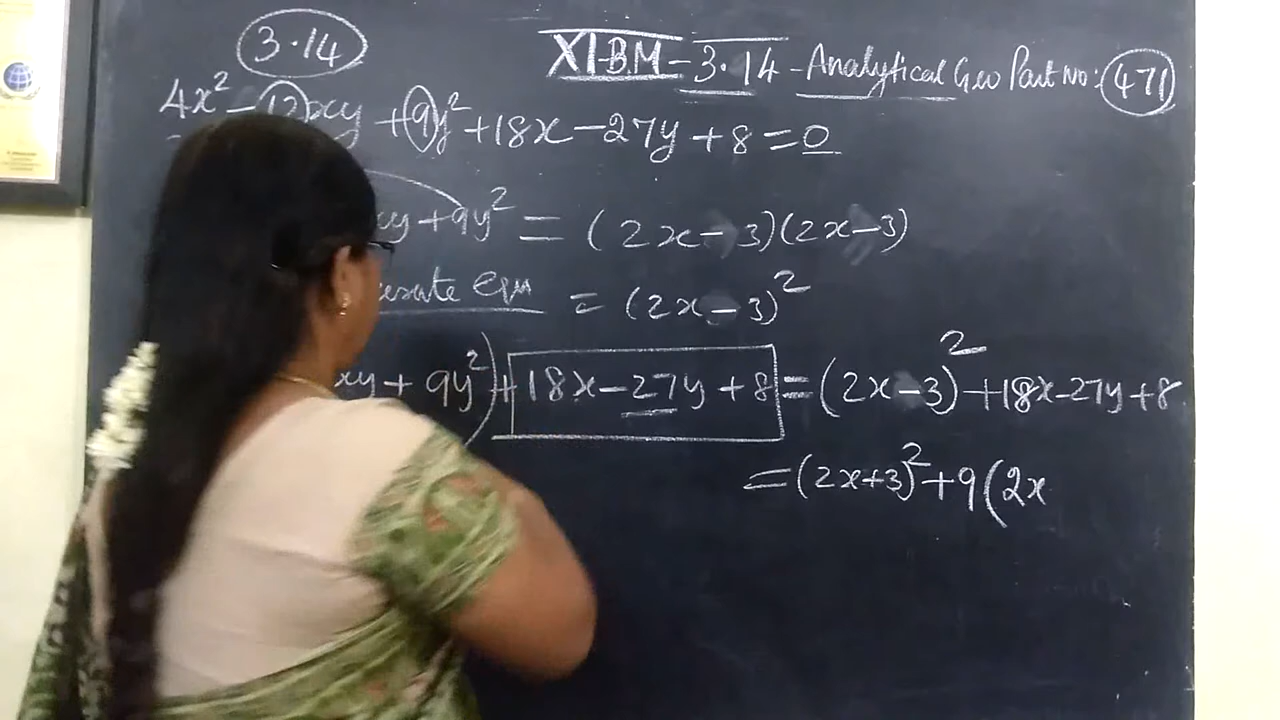 3.14
XI-BM - 3.14 - Analytical Geo Part No: 471
4x² - 12xy + 9y² + 18x - 27y + 8 = 0
xy + 9y² = (2x - 3)(2x - 3)
= (2x - 3)²
xy + 9y²) + 18x - 27y + 8 = (2x - 3)² + 18x - 27y + 8
= (2x + 3)² + 9(2x